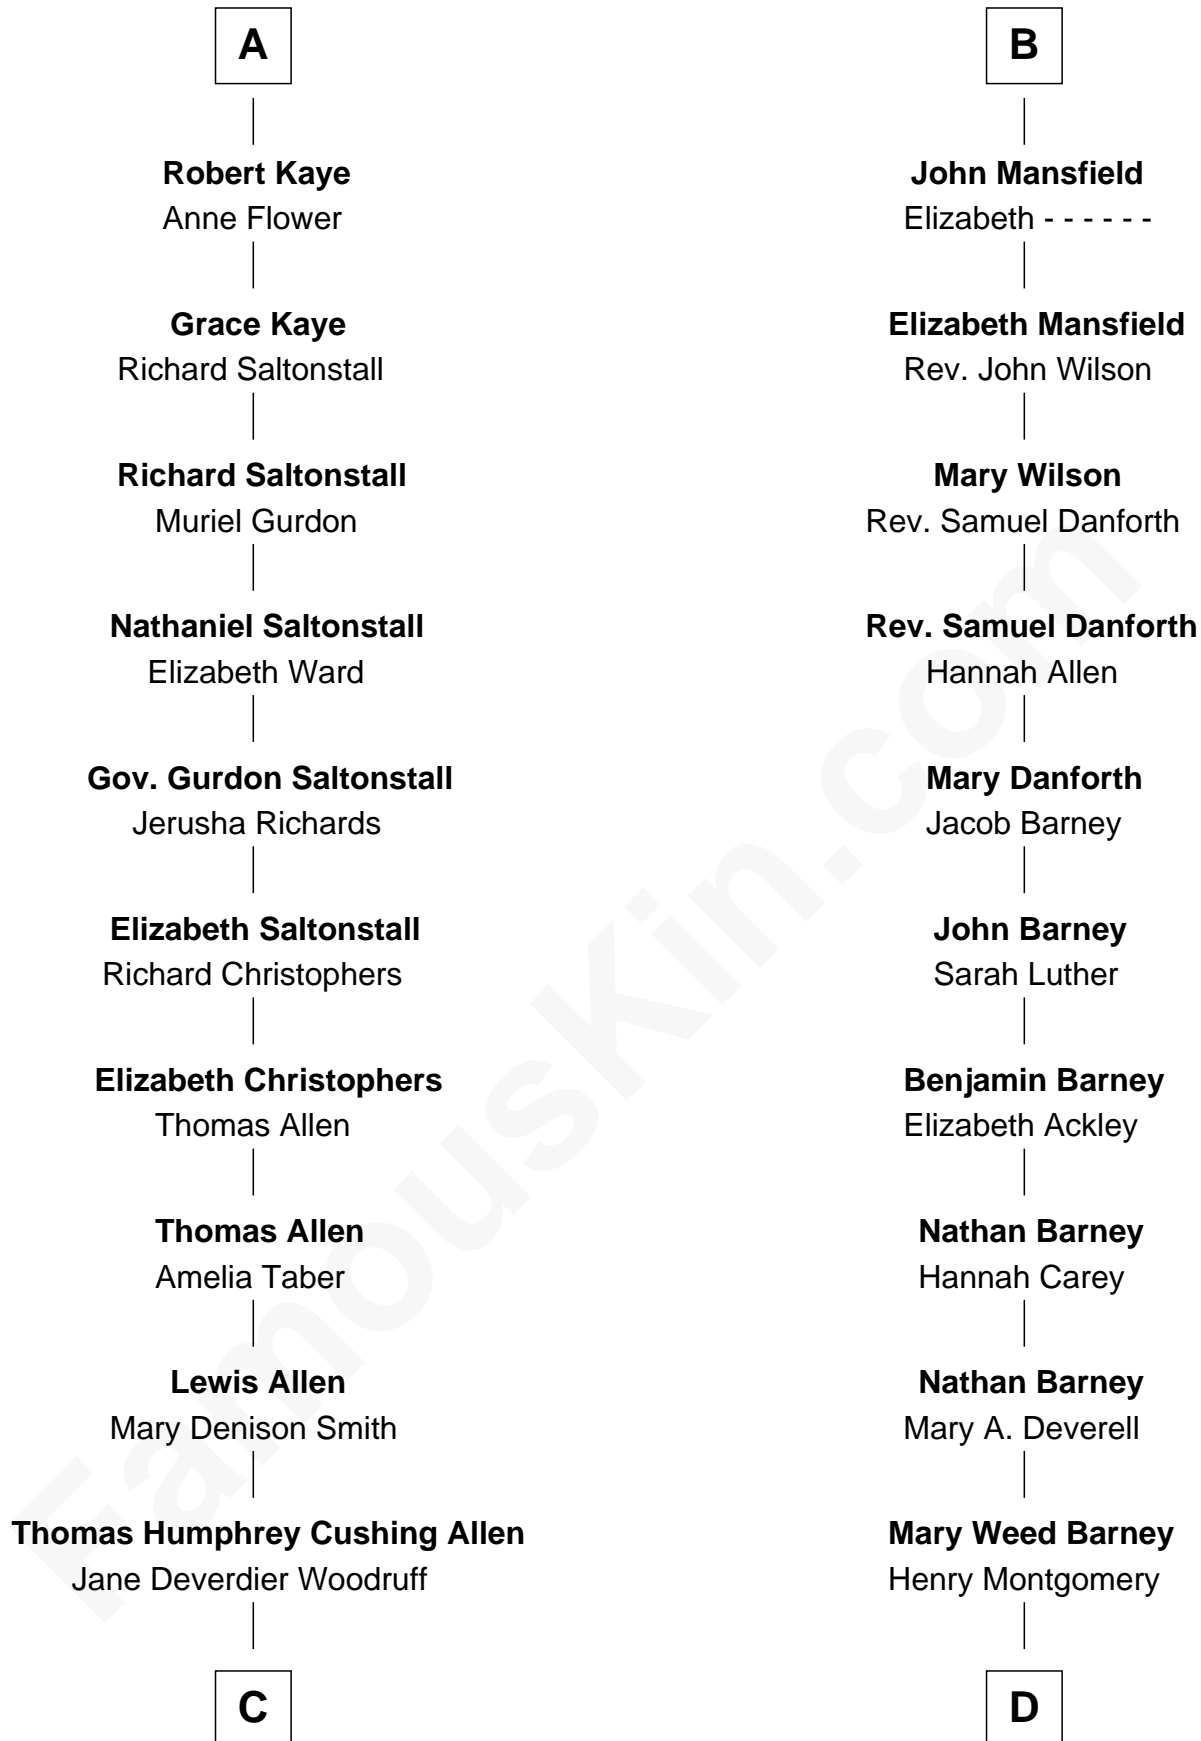 A
Robert Kaye
Anne Flower
Grace Kaye
Richard Saltonstall
Richard Saltonstall
Muriel Gurdon
Nathaniel Saltonstall
Elizabeth Ward
Gov. Gurdon Saltonstall
Jerusha Richards
Elizabeth Saltonstall
Richard Christophers
Elizabeth Christophers
Thomas Allen
Thomas Allen
Amelia Taber
Lewis Allen
Mary Denison Smith
Thomas Humphrey Cushing Allen
Jane Deverdier Woodruff
C
B
John Mansfield
Elizabeth - - - - - -
Elizabeth Mansfield
Rev. John Wilson
Mary Wilson
Rev. Samuel Danforth
Rev. Samuel Danforth
Hannah Allen
Mary Danforth
Jacob Barney
John Barney
Sarah Luther
Benjamin Barney
Elizabeth Ackley
Nathan Barney
Hannah Carey
Nathan Barney
Mary A. Deverell
Mary Weed Barney
Henry Montgomery
D
FamousKin.com